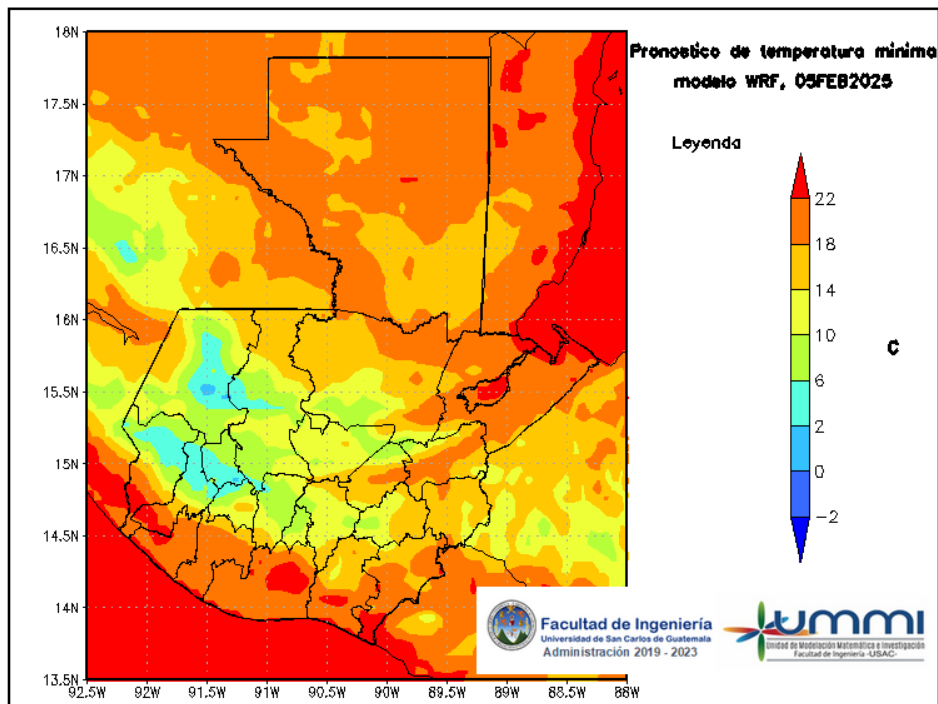 Pronostico de temperatura minima
modelo WRF, 05FEB2025
Leyenda
22
18
14
10
6
2
0
−2
C
18N
17.5N
17N
16.5N
16N
15.5N
15N
14.5N
14N
13.5N
92.5W
92W
91.5W
91W
90.5W
90W
89.5W
89W
88.5W
88W
Facultad de Ingeniería
Universidad de San Carlos de Guatemala
Administración 2019 - 2023
UMMI
Unidad de Modelación Matemática e Investigación
Facultad de Ingeniería -USAC-